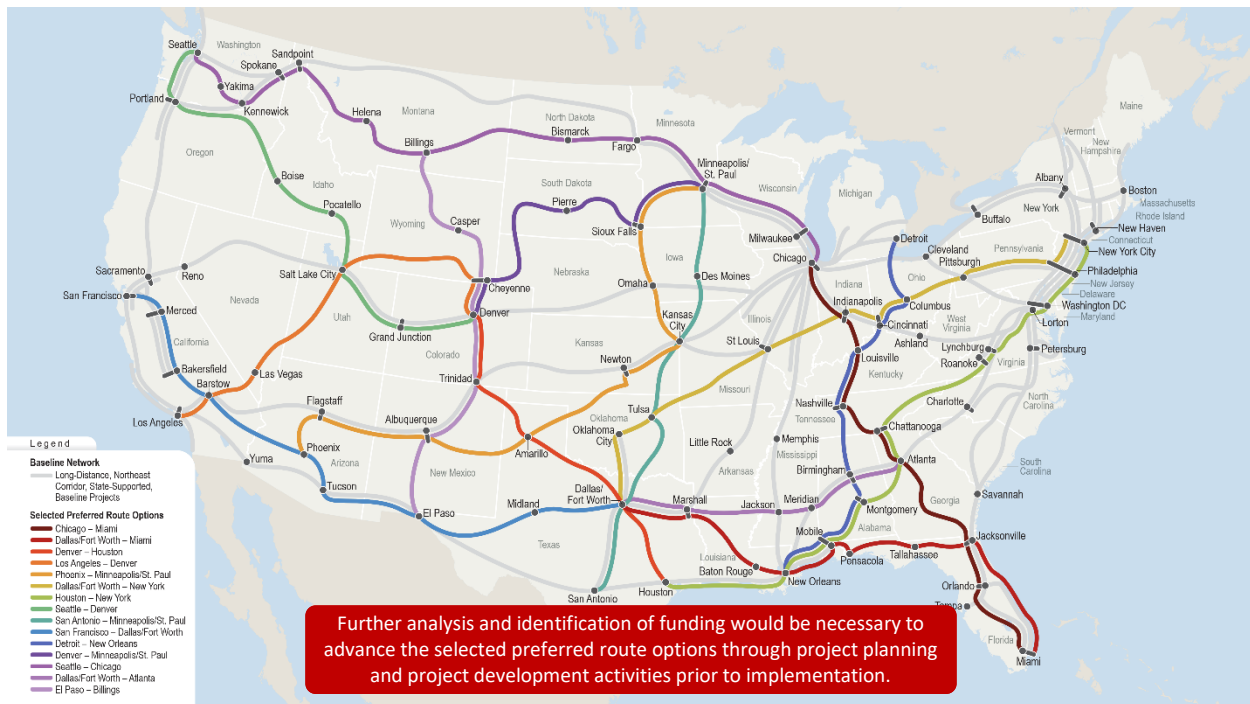 Seattle
Washington
Sandpoint
Spokane
Yakima
Kennewick
Portland
Helena
Montana
Billings
North Dakota
Bismarck
Fargo
Minnesota
Minneapolis/
St. Paul
Wisconsin
Michigan
Maine
Vermont
New
Hampshire
Albany
Boston
Massachusetts
Rhode Island
New York
Buffalo
New Haven
Connecticut
New York City
Oregon
Boise
Idaho
Pocatello
Wyoming
Casper
South Dakota
Pierre
Sioux Falls
Milwaukee
Chicago
Detroit
Cleveland
Pittsburgh
Pennsylvania
Philadelphia
New Jersey
Delaware
Washington DC
Maryland
Sacramento
Reno
Salt Lake City
Cheyenne
Nebraska
Iowa
Omaha
Des Moines
Indiana
Ohio
Indianapolis
Columbus
San Francisco
Merced
Nevada
Utah
Grand Junction
Denver
Colorado
Kansas
Kansas
City
Illinois
Cincinnati
Ashland
West
Virginia
Lorton
Lynchburg
Roanoke
Virginia
Petersburg
California
Bakersfield
Barstow
Las Vegas
Trinidad
Newton
St Louis
Missouri
Louisville
Kentucky
Los Angeles
Flagstaff
Albuquerque
Oklahoma
Oklahoma
City
Tulsa
Nashville
Tennessee
Charlotte
North
Carolina
Phoenix
Arizona
Yuma
Tucson
New Mexico
Amarillo
Little Rock
Arkansas
Memphis
Mississippi
Chattanooga
Atlanta
Birmingham
South
Carolina
El Paso
Midland
Dallas/
Fort Worth
Marshall
Jackson
Meridian
Montgomery
Alabama
Georgia
Savannah
Texas
Louisiana
Baton Rouge
Mobile
Pensacola
Tallahassee
Jacksonville
San Antonio
Houston
New Orleans
Orlando
Tampa
Florida
Miami
Legend
Baseline Network
Long-Distance, Northeast
Corridor, State-Supported,
Baseline Projects
Selected Preferred Route Options
Chicago – Miami
Dallas/Fort Worth – Miami
Denver – Houston
Los Angeles – Denver
Phoenix – Minneapolis/St. Paul
Dallas/Fort Worth – New York
Houston – New York
Seattle – Denver
San Antonio – Minneapolis/St. Paul
San Francisco – Dallas/Fort Worth
Detroit – New Orleans
Denver – Minneapolis/St. Paul
Seattle – Chicago
Dallas/Fort Worth – Atlanta
El Paso – Billings
Further analysis and identification of funding would be necessary to
advance the selected preferred route options through project planning
and project development activities prior to implementation.